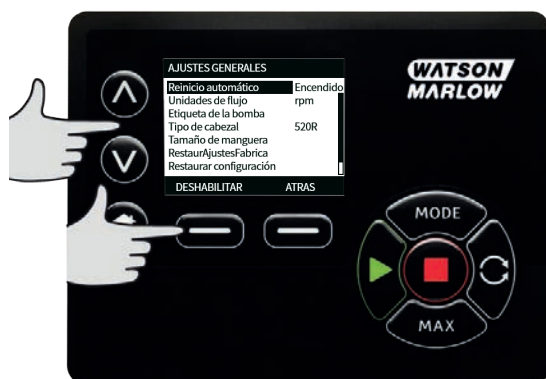 AJUSTES GENERALES
Reinicio automático Encendido
Unidades de flujo rpm
Etiqueta de la bomba
Tipo de cabezal 520R
Tamaño de manguera
RestaurAjustesFabrica
Restaurar configuración
DESHABILITAR ATRAS
WATSON
MARLOW
MODE
MAX